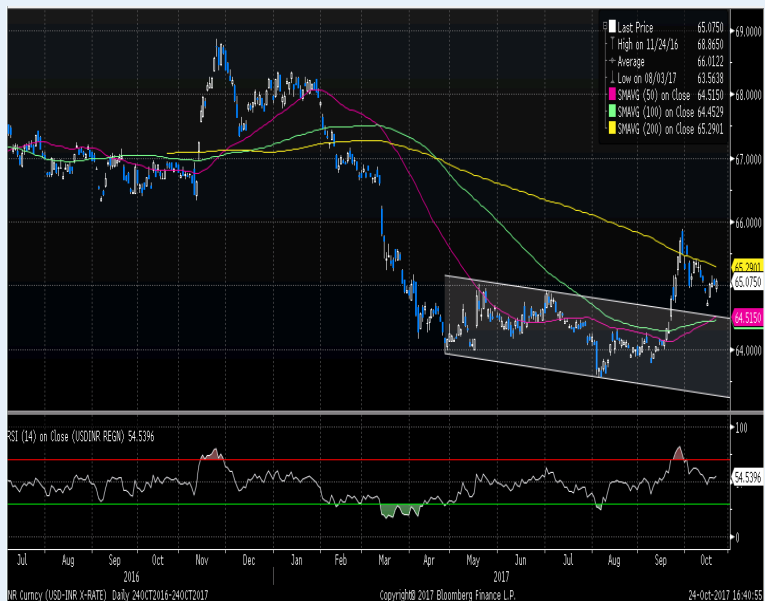 Last Price 65.0750
High on 11/24/16 68.8650
Average 66.0122
Low on 08/03/17 63.5638
SMAVG (50) on Close 64.5150
SMAVG (100) on Close 64.4529
SMAVG (200) on Close 65.2901
69.0000
68.0000
67.0000
66.0000
65.2901
65.0750
64.5150
64.0000
RSI (14) on Close (USDINR REGN) 54.5396
100
54.5396
0
Jul Aug Sep Oct Nov Dec Jan Feb Mar Apr May Jun Jul Aug Sep Oct
2016 2017
NR Curncy (USD-INR X-RATE) Daily 24OCT2016-24OCT2017 Copyright© 2017 Bloomberg Finance L.P. 24-Oct-2017 16:40:55